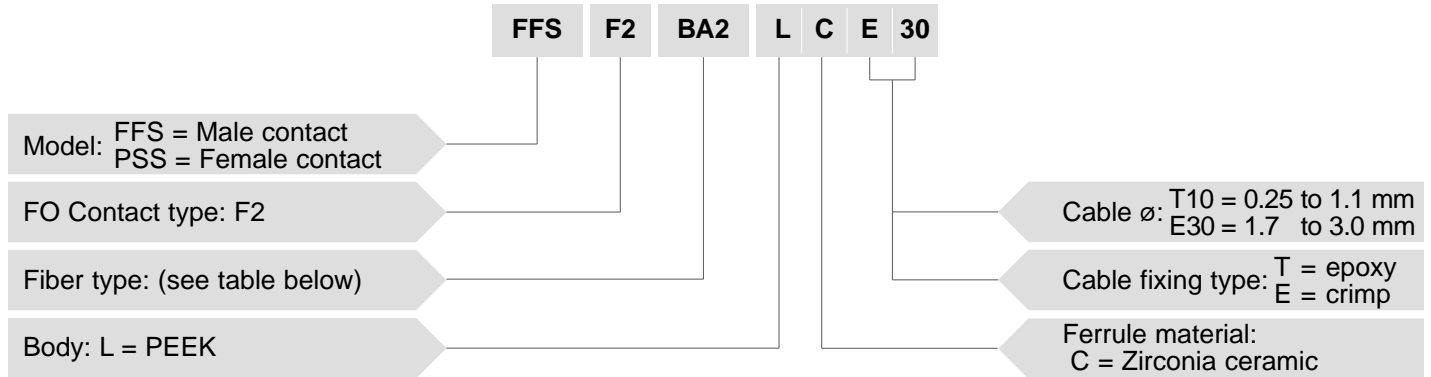 FFS F2 BA2 L C E 30
Model: FFS = Male contact
PSS = Female contact
FO Contact type: F2
Fiber type: (see table below)
Body: L = PEEK
Cable ø: T10 = 0.25 to 1.1 mm
E30 = 1.7 to 3.0 mm
Cable fixing type: T = epoxy
E = crimp
Ferrule material:
C = Zirconia ceramic